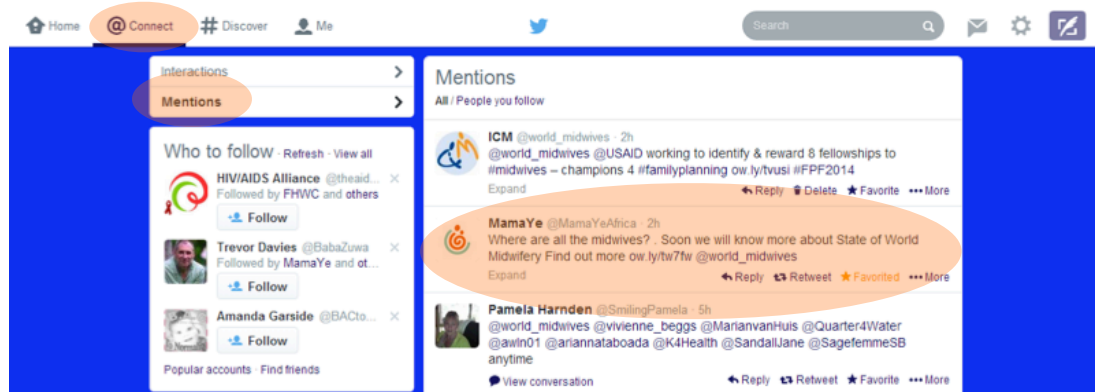 Home @ Connect # Discover Me Search
Interactions
Mentions
Who to follow · Refresh · View all
HIV/AIDS Alliance @theaid...
Followed by FHWC and others
Follow
Trevor Davies @BabaZuwa
Followed by MamaYe and ot...
Follow
Amanda Garside @BACto...
Follow
Popular accounts · Find friends
Mentions
All / People you follow
ICM @world_midwives · 2h
@world_midwives @USAID working to identify & reward 8 fellowships to
#midwives – champions 4 #familyplanning ow.ly/tvusi #FPF2014
Expand Reply Delete Favorite More
MamaYe @MamaYeAfrica · 2h
Where are all the midwives? . Soon we will know more about State of World
Midwifery Find out more ow.ly/tw7fw @world_midwives
Expand Reply Retweet Favorited More
Pamela Harnden @SmilingPamela · 5h
@world_midwives @vivienne_beggs @MarianvanHuis @Quarter4Water
@awln01 @ariannataboada @K4Health @SandallJane @SagefemmeSB
anytime
View conversation Reply Retweet Favorite More